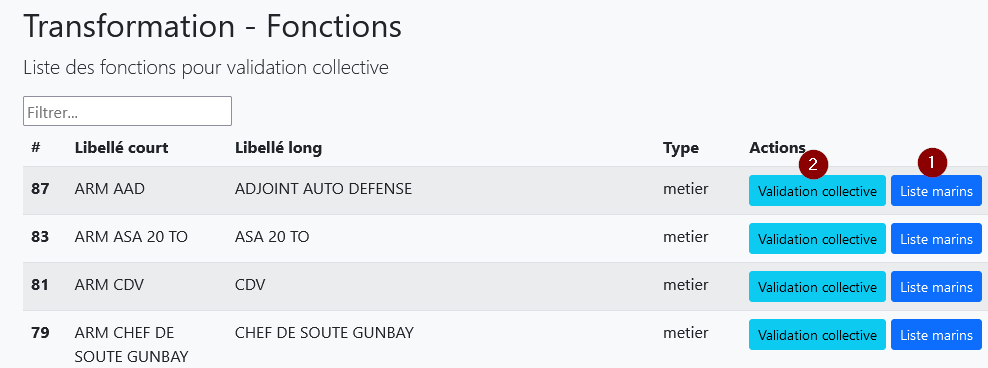 Transformation - Fonctions
Liste des fonctions pour validation collective
Filtrer...
# Libellé court Libellé long Type Actions
2 1
87 ARM AAD ADJOINT AUTO DEFENSE metier Validation collective Liste marins
83 ARM ASA 20 TO ASA 20 TO metier Validation collective Liste marins
81 ARM CDV CDV metier Validation collective Liste marins
79 ARM CHEF DE CHEF DE SOUTE GUNBAY metier Validation collective Liste marins
SOUTE GUNBAY